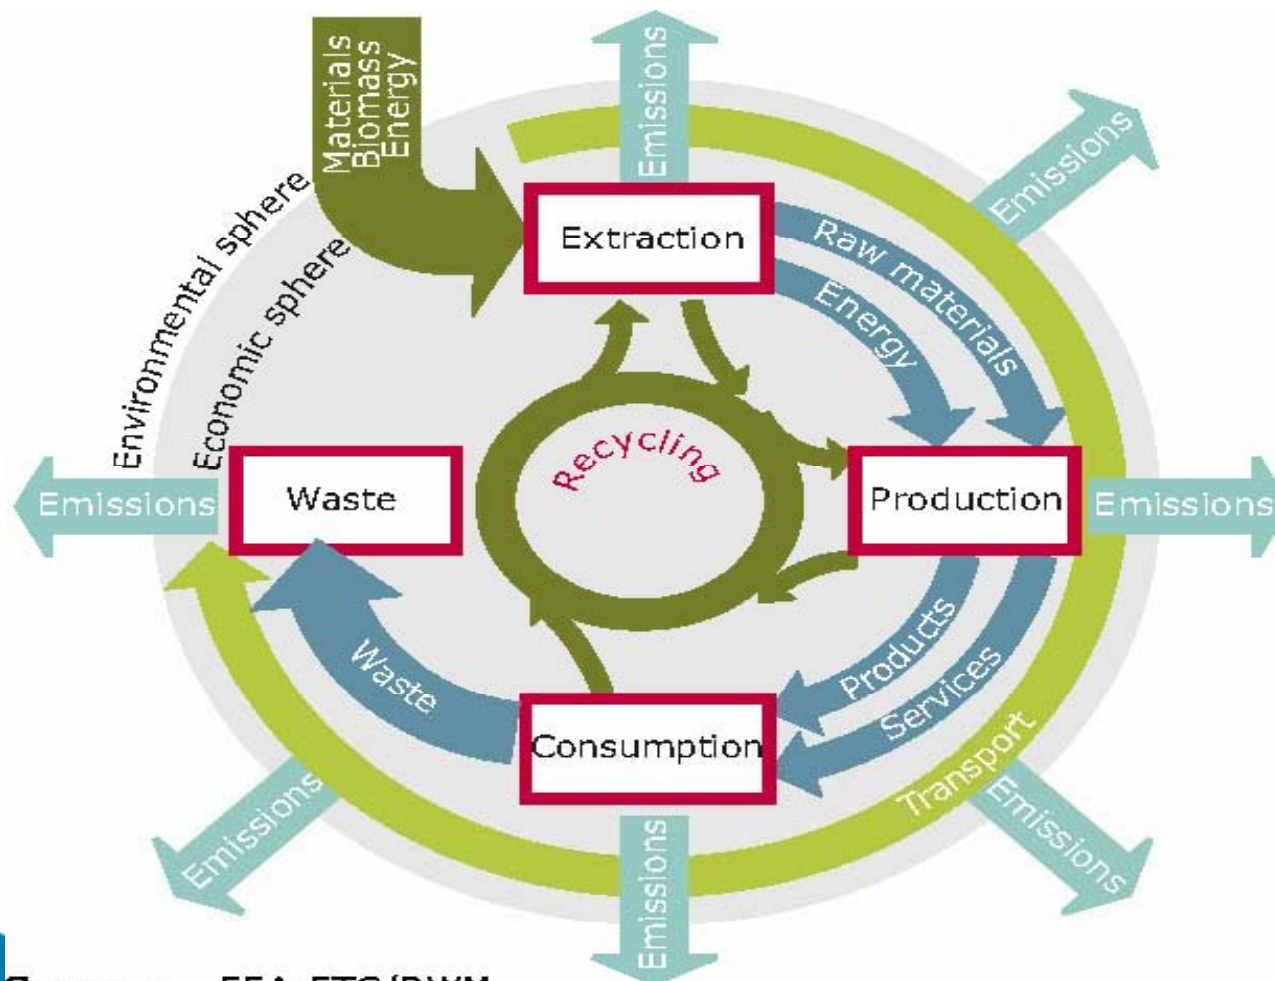 Materials
Biomass
Energy
Emissions
Emissions
Environmental sphere
Economic sphere
Extraction
Raw materials
Energy
Recycling
Emissions
Waste
Production
Emissions
Waste
Products
Services
Consumption
Transport
Emissions
Emissions
Emissions